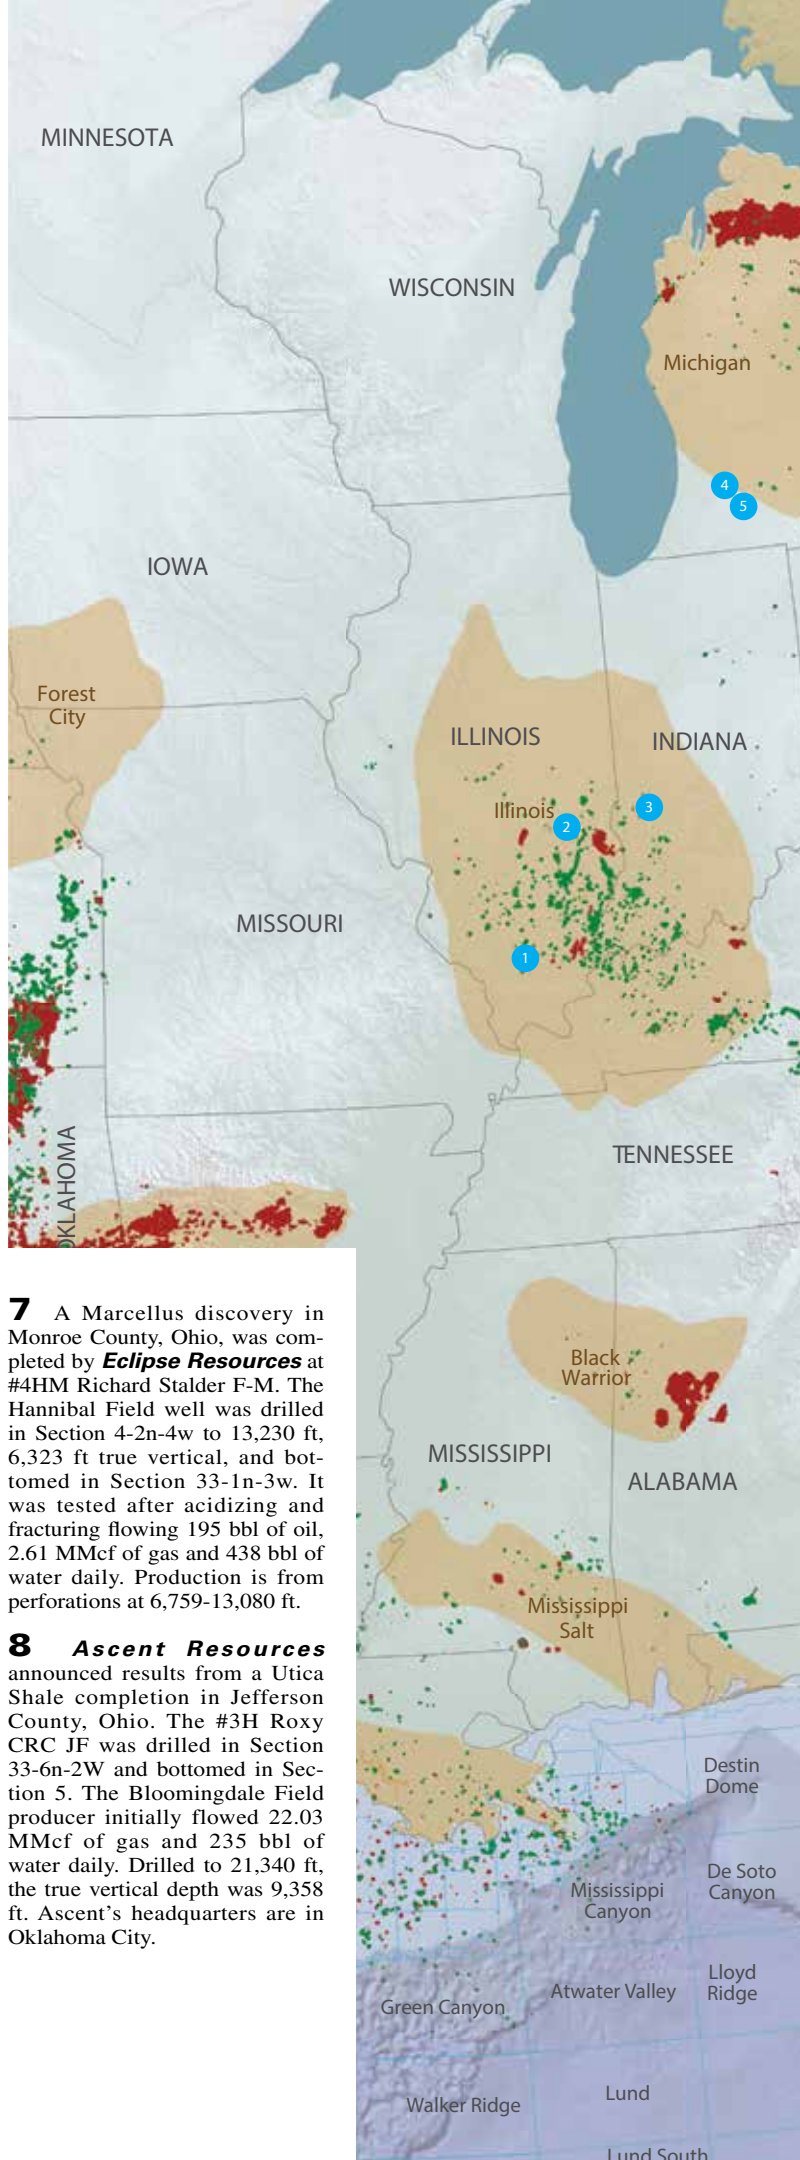 MINNESOTA
WISCONSIN
Michigan
4
5
IOWA
Forest
City
ILLINOIS
INDIANA
Illinois
3
2
MISSOURI
1
OKLAHOMA
TENNESSEE
Black
Warrior
MISSISSIPPI
ALABAMA
Mississippi
Salt
Destin
Dome
De Soto
Canyon
Mississippi
Canyon
Lloyd
Ridge
Atwater Valley
Green Canyon
Lund
Walker Ridge
Lund South
7 A Marcellus discovery in
Monroe County, Ohio, was com-
pleted by Eclipse Resources at
#4HM Richard Stalder F-M. The
Hannibal Field well was drilled
in Section 4-2n-4w to 13,230 ft,
6,323 ft true vertical, and bot-
tomed in Section 33-1n-3w. It
was tested after acidizing and
fracturing flowing 195 bbl of oil,
2.61 MMcf of gas and 438 bbl of
water daily. Production is from
perforations at 6,759-13,080 ft.
8 Ascent Resources
announced results from a Utica
Shale completion in Jefferson
County, Ohio. The #3H Roxy
CRC JF was drilled in Section
33-6n-2W and bottomed in Sec-
tion 5. The Bloomingdale Field
producer initially flowed 22.03
MMcf of gas and 235 bbl of
water daily. Drilled to 21,340 ft,
the true vertical depth was 9,358
ft. Ascent's headquarters are in
Oklahoma City.